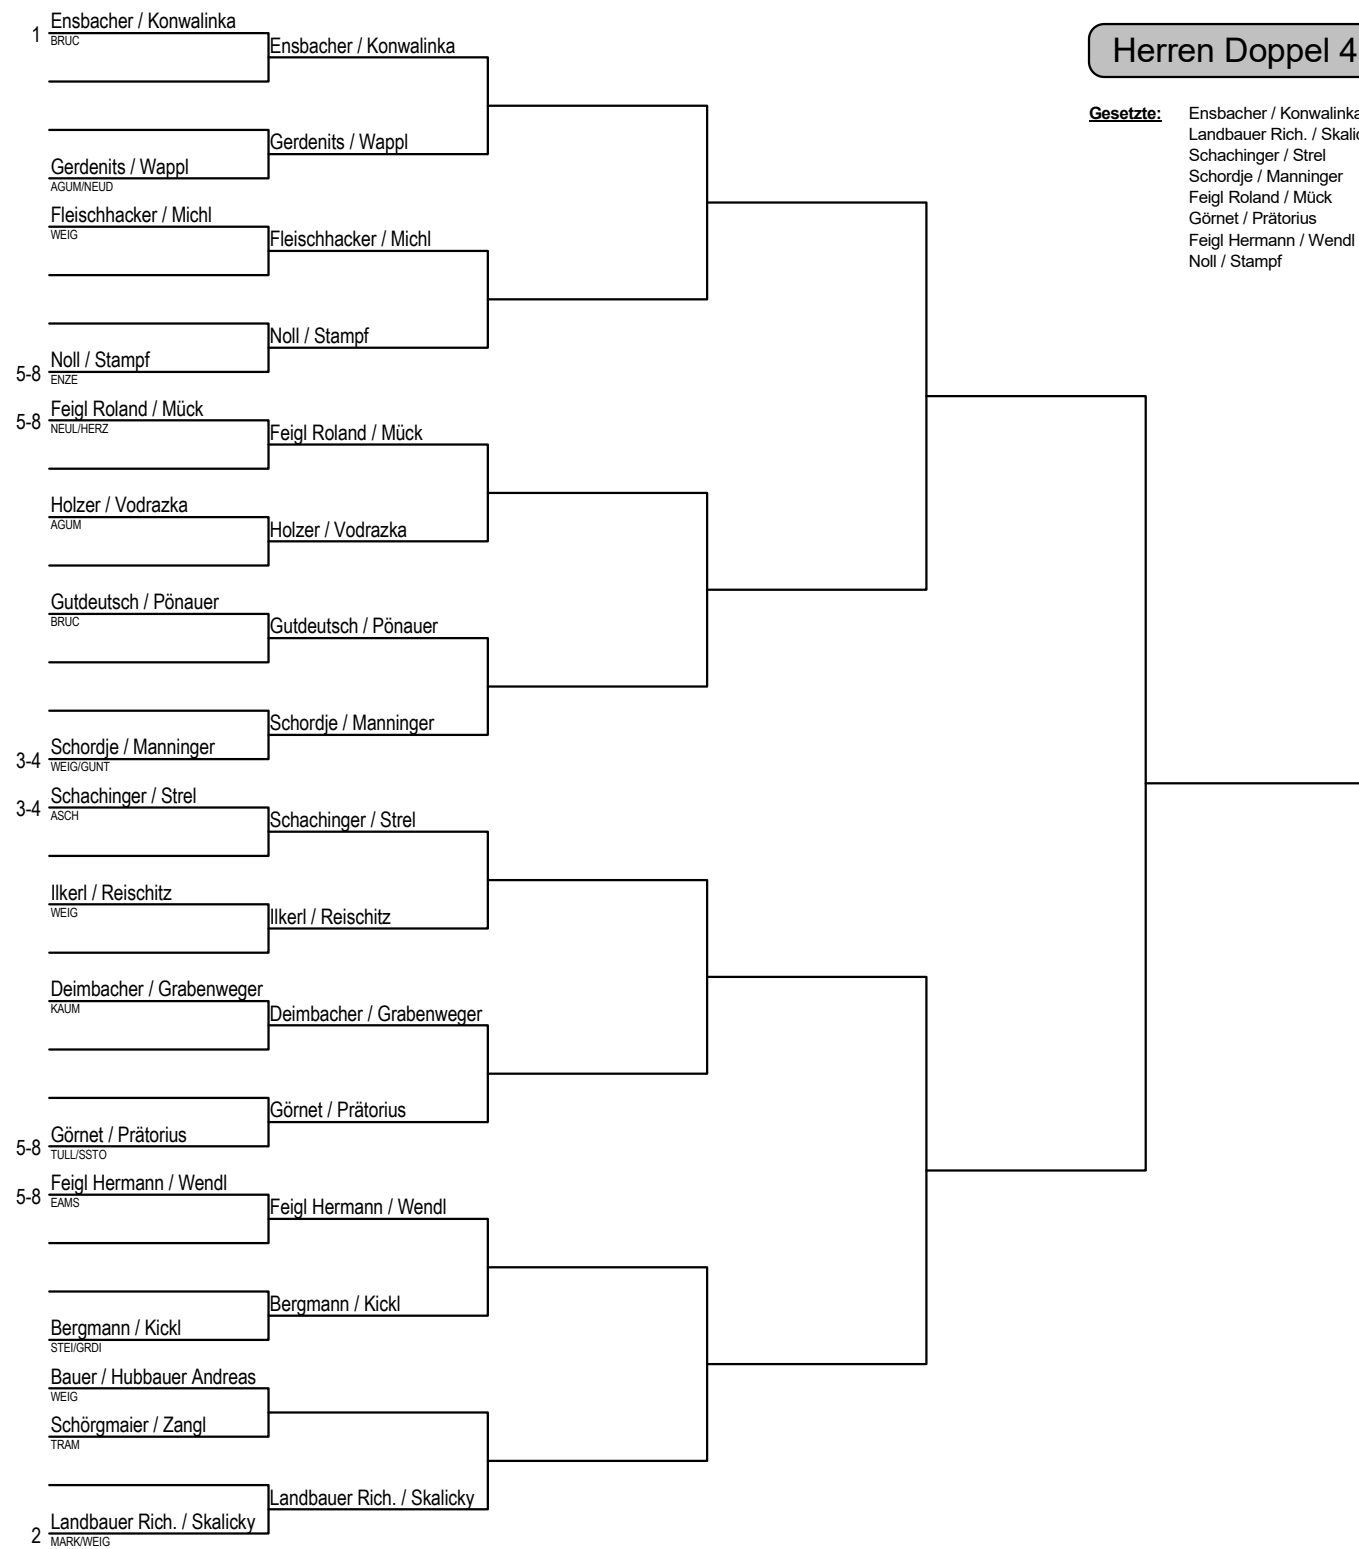 Herren Doppel 4
Gesetzte: Ensbacher / Konwalinka
Landbauer Rich. / Skalic
Schachinger / Strel
Schordje / Manninger
Feigl Roland / Mück
Görnet / Prätorius
Feigl Hermann / Wendl
Noll / Stampf
1 Ensbacher / Konwalinka
BRUC
Ensbacher / Konwalinka
Gerdenits / Wappl
Gerdenits / Wappl
AGUM/NEUD
Fleischhacker / Michl
WEIG
Fleischhacker / Michl
Noll / Stampf
5-8 Noll / Stampf
ENZE
5-8 Feigl Roland / Mück
NEUL/HERZ
Feigl Roland / Mück
Holzer / Vodrazka
AGUM
Holzer / Vodrazka
Gutdeutsch / Pönauer
BRUC
Gutdeutsch / Pönauer
Schordje / Manninger
3-4 Schordje / Manninger
WEIG/GUNT
3-4 Schachinger / Strel
ASCH
Schachinger / Strel
Ilkerl / Reischitz
WEIG
Ilkerl / Reischitz
Deimbacher / Grabenweger
KAUM
Deimbacher / Grabenweger
Görnet / Prätorius
5-8 Görnet / Prätorius
TULL/SSTO
5-8 Feigl Hermann / Wendl
EAMS
Feigl Hermann / Wendl
Bergmann / Kickl
Bergmann / Kickl
STEI/GRDI
Bauer / Hubbauer Andreas
WEIG
Schörgmaier / Zangl
TRAM
Landbauer Rich. / Skalicky
2 Landbauer Rich. / Skalicky
MARK/WEIG